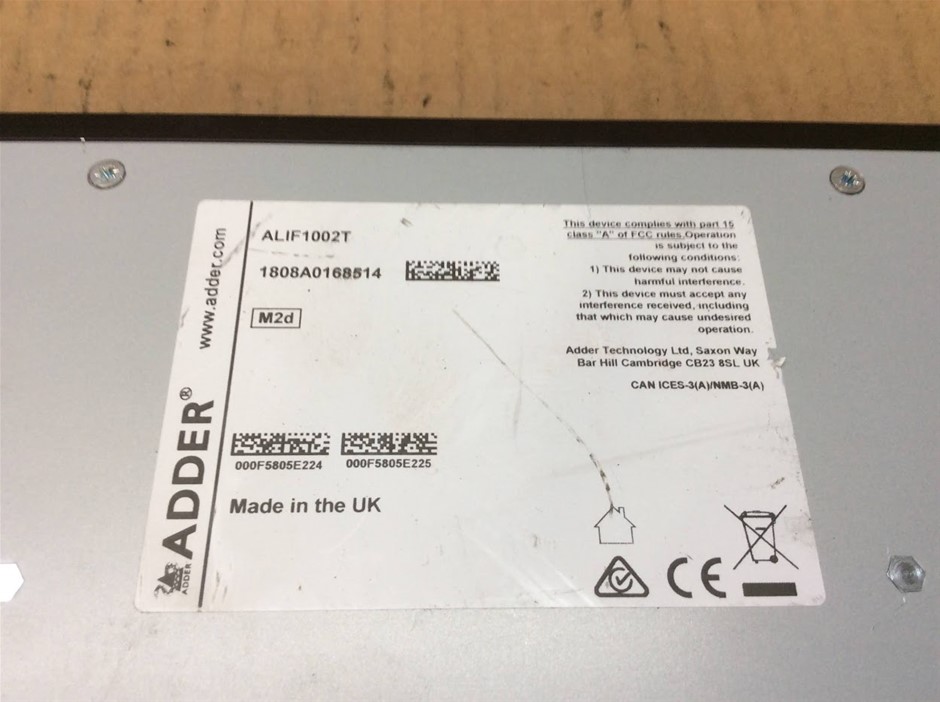 www.adder.com
ADDER®
ADDER
ALIF1002T
1808A0168514
M2d
000F5805E224 000F5805E225
Made in the UK
This device complies with part 15
class "A" of FCC rules.Operation
is subject to the
following conditions:
1) This device may not cause
harmful interference.
2) This device must accept any
interference received, including
that which may cause undesired
operation.
Adder Technology Ltd, Saxon Way
Bar Hill Cambridge CB23 8SL UK
CAN ICES-3(A)/NMB-3(A)
CE